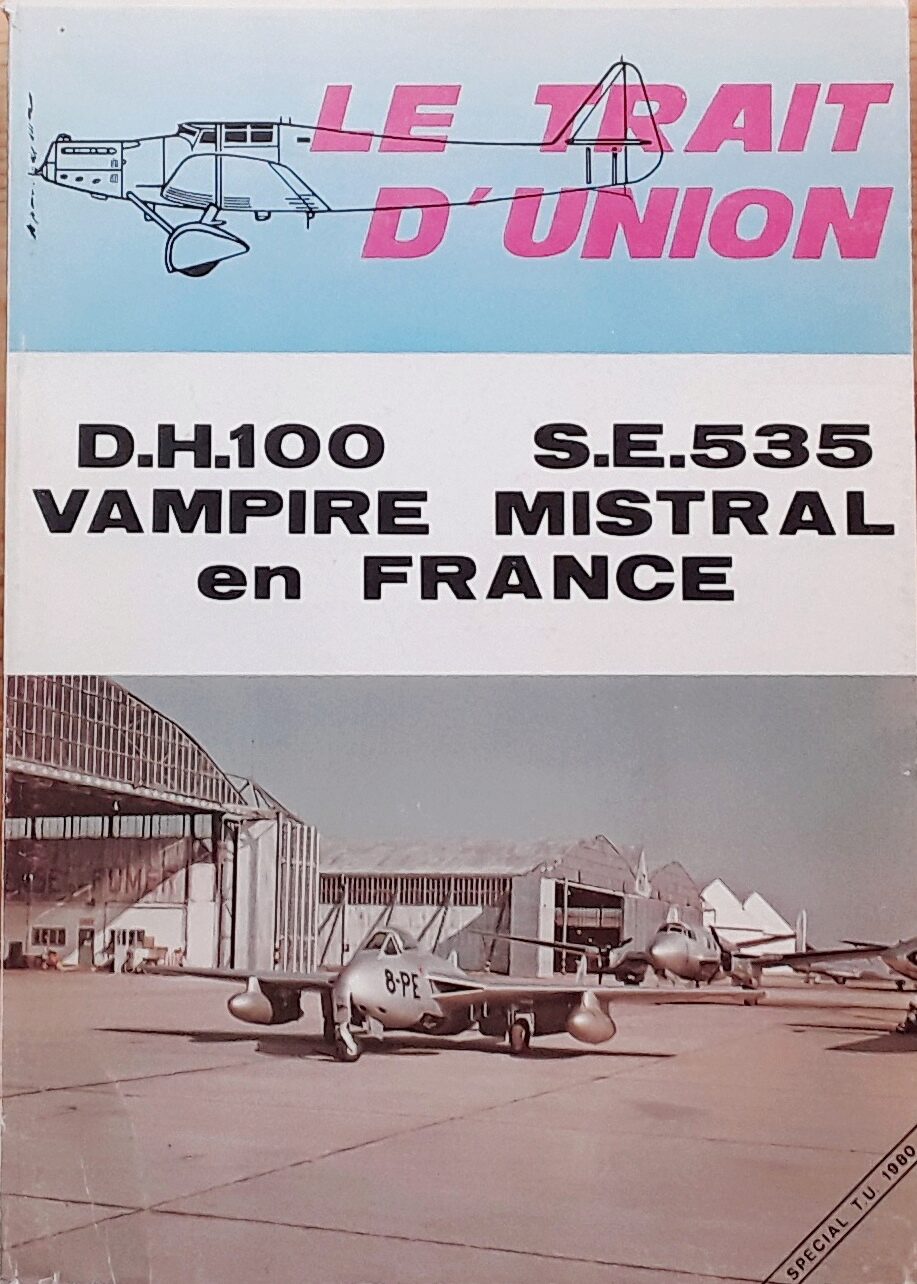 LE TRAIT
D'UNION
D.H.100 S.E.535
VAMPIRE MISTRAL
en FRANCE
8-PE
SPECIAL T.U. 1980